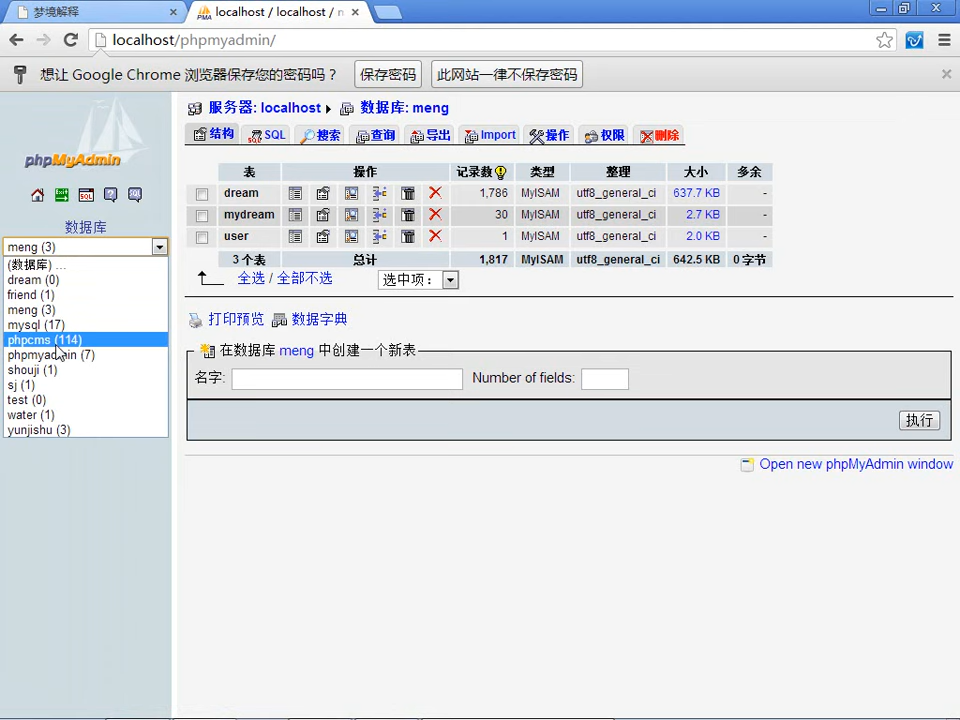 梦境解释
localhost / localhost / m
localhost/phpmyadmin/
想让 Google Chrome 浏览器保存您的密码吗？
保存密码
此网站一律不保存密码
phpMyAdmin
数据库
meng (3)
(数据库) ...
dream (0)
friend (1)
meng (3)
mysql (17)
phpcms (114)
phpmyadmin (7)
shouji (1)
sj (1)
test (0)
water (1)
yunjishu (3)
服务器: localhost
数据库: meng
结构 SQL 搜索 查询 导出 Import 操作 权限 删除
表 操作 记录数 类型 整理 大小 多余
dream 1,786 MyISAM utf8_general_ci 637.7 KB -
mydream 30 MyISAM utf8_general_ci 2.7 KB -
user 1 MyISAM utf8_general_ci 2.0 KB -
3 个表 总计 1,817 MyISAM utf8_general_ci 642.5 KB 0 字节
全选 / 全部不选 选中项：
打印预览 数据字典
在数据库 meng 中创建一个新表
名字: Number of fields:
执行
Open new phpMyAdmin window